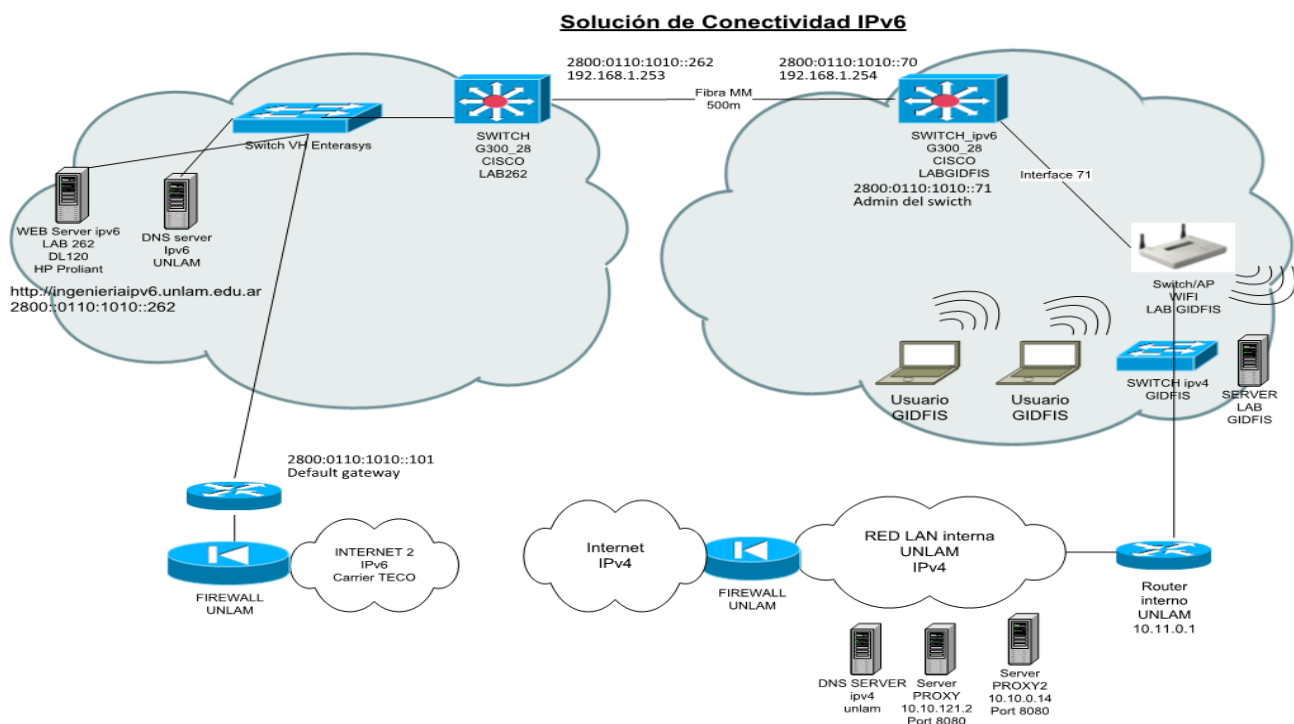 Solución de Conectividad IPv6
2800:0110:1010::262
192.168.1.253
2800:0110:1010::70
192.168.1.254
Fibra MM
500m
Switch VH Enterasys
SWITCH
G300_28
CISCO
LAB262
SWITCH_ipv6
G300_28
CISCO
LABGIDFIS
2800:0110:1010::71
Admin del swicth
Interface 71
WEB Server ipv6
LAB 262
DL120
HP Proliant
DNS server
Ipv6
UNLAM
http://ingenieriaipv6.unlam.edu.ar
2800::0110:1010::262
Switch/AP
WIFI
LAB GIDFIS
Usuario
GIDFIS
Usuario
GIDFIS
SWITCH ipv4
GIDFIS
SERVER
LAB
GIDFIS
2800:0110:1010::101
Default gateway
FIREWALL
UNLAM
INTERNET 2
IPv6
Carrier TECO
Internet
IPv4
FIREWALL
UNLAM
RED LAN interna
UNLAM
IPv4
Router
interno
UNLAM
10.11.0.1
DNS SERVER
ipv4
unlam
Server
PROXY
10.10.121.2
Port 8080
Server
PROXY2
10.10.0.14
Port 8080